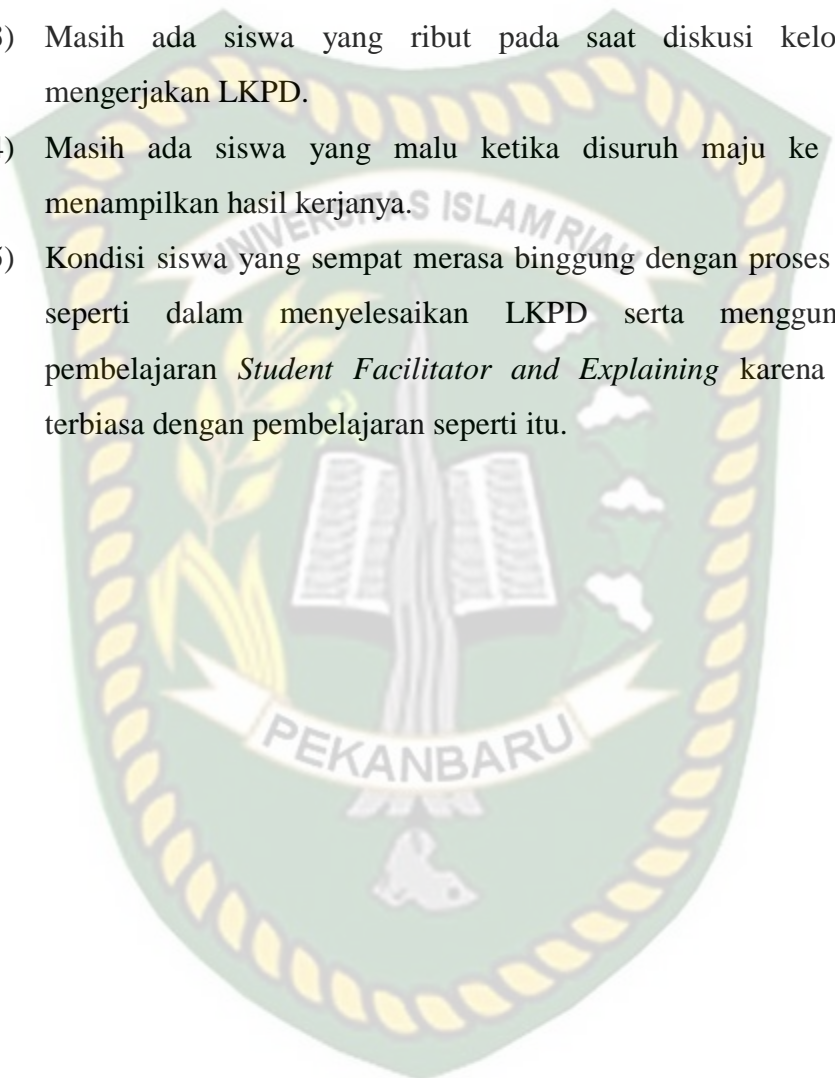 3) Masih ada siswa yang ribut pada saat diskusi kelo
mengerjakan LKPD.
4) Masih ada siswa yang malu ketika disuruh maju ke
menampilkan hasil kerjanya.
5) Kondisi siswa yang sempat merasa binggung dengan proses
seperti dalam menyelesaikan LKPD serta menggun
pembelajaran Student Facilitator and Explaining karena
terbiasa dengan pembelajaran seperti itu.
UNIVERSITAS ISLAM RIAU
PEKANBARU